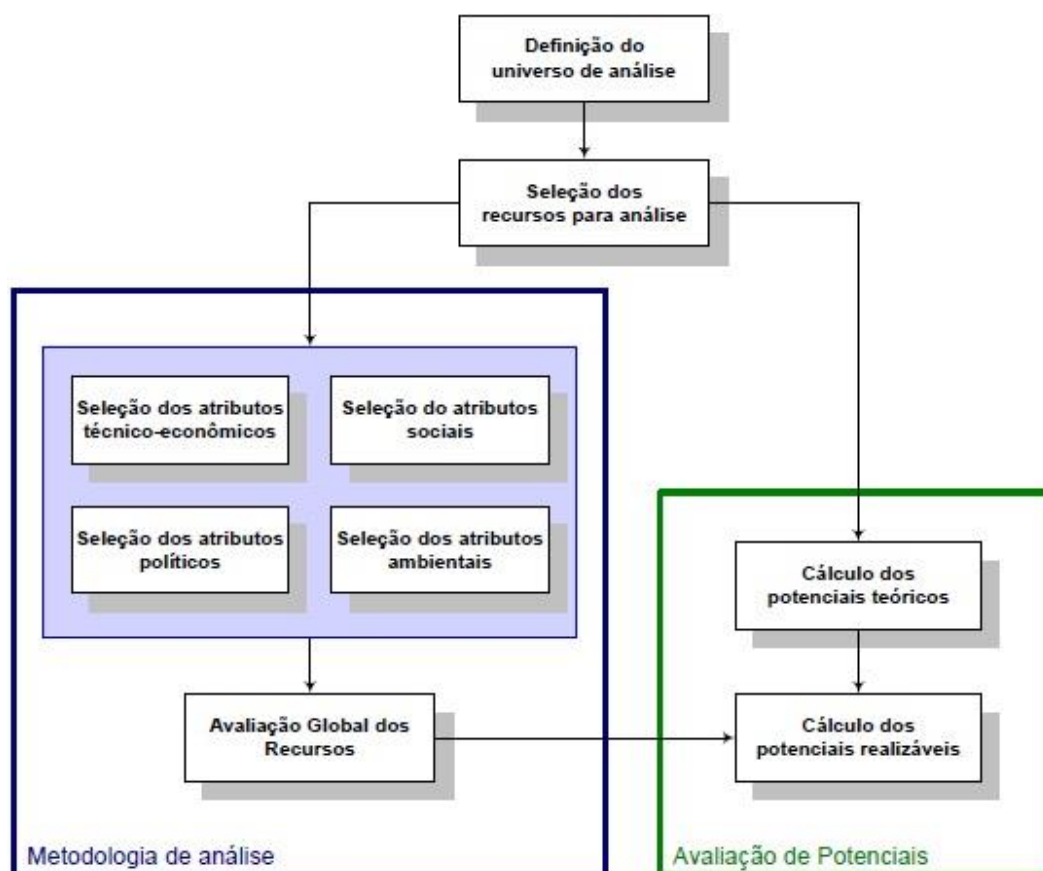 Definição do
universo de análise
Seleção dos
recursos para análise
Seleção dos atributos
técnico-econômicos
Seleção do atributos
sociais
Seleção dos atributos
políticos
Seleção dos atributos
ambientais
Avaliação Global dos
Recursos
Metodologia de análise
Cálculo dos
potenciais teóricos
Cálculo dos
potenciais realizáveis
Avaliação de Potenciais